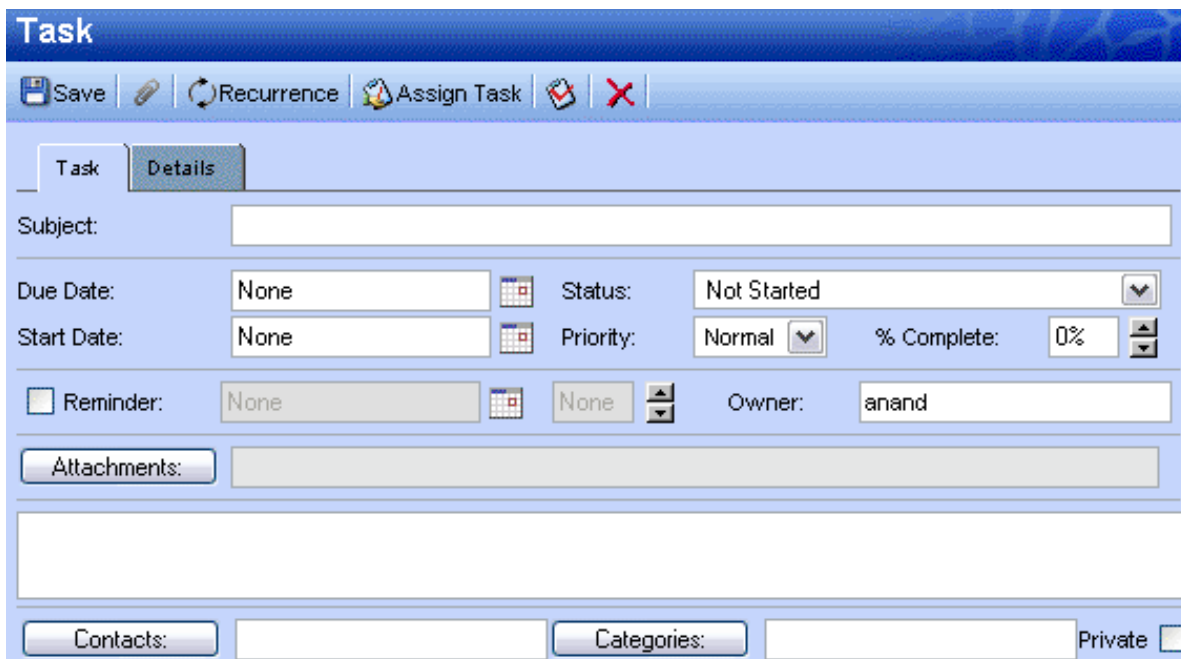 Task
Save Recurrence Assign Task
Task Details
Subject:
Due Date: None Status: Not Started
Start Date: None Priority: Normal % Complete: 0%
Reminder: None None Owner: anand
Attachments:
Contacts: Categories: Private